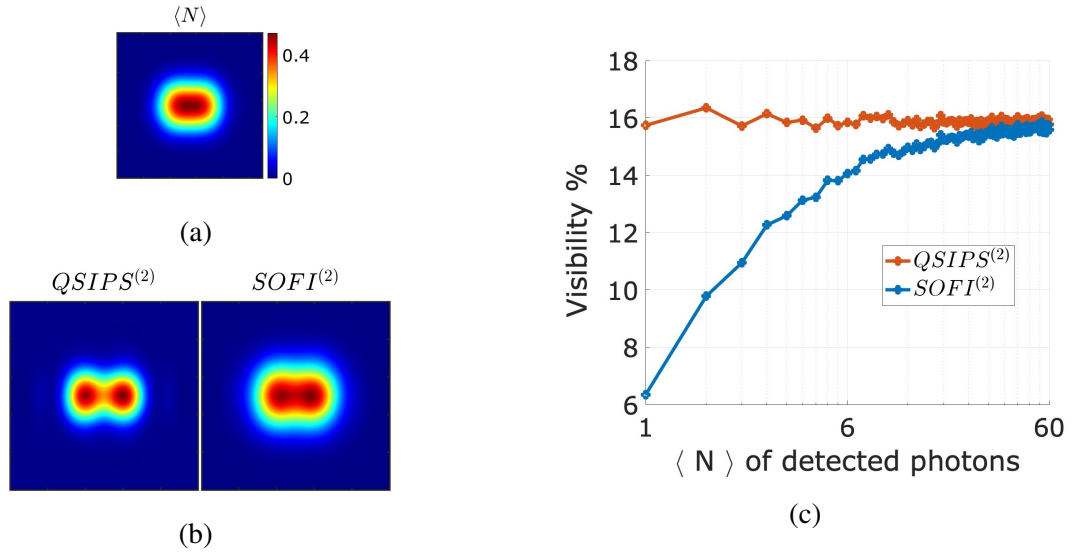 ⟨N⟩
0.4
0.2
0
(a)
QSIPS⁽²⁾ SOFI⁽²⁾
(b)
18
16
14
12
10
8
6
Visibility %
QSIPS⁽²⁾
SOFI⁽²⁾
1 6 60
⟨ N ⟩ of detected photons
(c)